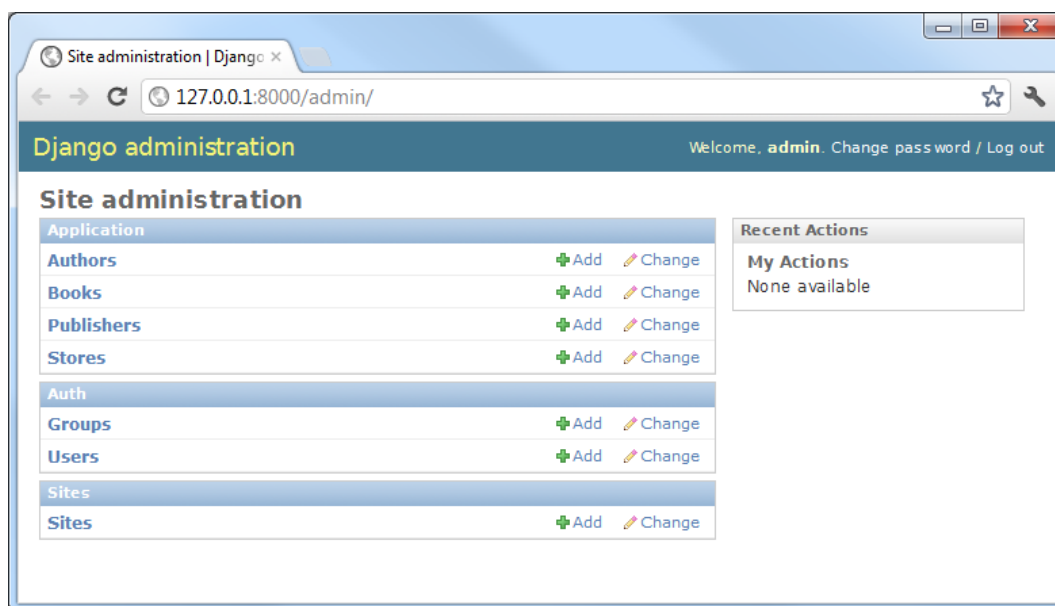 Site administration | Django
127.0.0.1:8000/admin/
Django administration
Welcome, admin. Change password / Log out
Site administration
Application
Authors Add Change
Books Add Change
Publishers Add Change
Stores Add Change
Auth
Groups Add Change
Users Add Change
Sites
Sites Add Change
Recent Actions
My Actions
None available